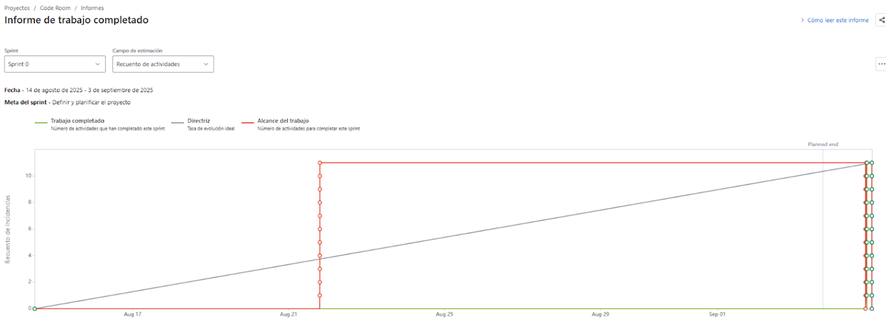 Proyectos / Code Room / Informes
Informe de trabajo completado
Cómo leer este informe
Sprint
Campo de estimación
Sprint 0
Recuento de actividades
Fecha - 14 de agosto de 2025 - 3 de septiembre de 2025
Meta del sprint - Definir y planificar el proyecto
Trabajo completado
Número de actividades que han completado este sprint
Directriz
Tasa de evolución ideal
Alcance del trabajo
Número de actividades para completar este sprint
Planned end
Recuento de incidencias
10
8
6
4
2
0
Aug 17
Aug 21
Aug 25
Aug 29
Sep 01